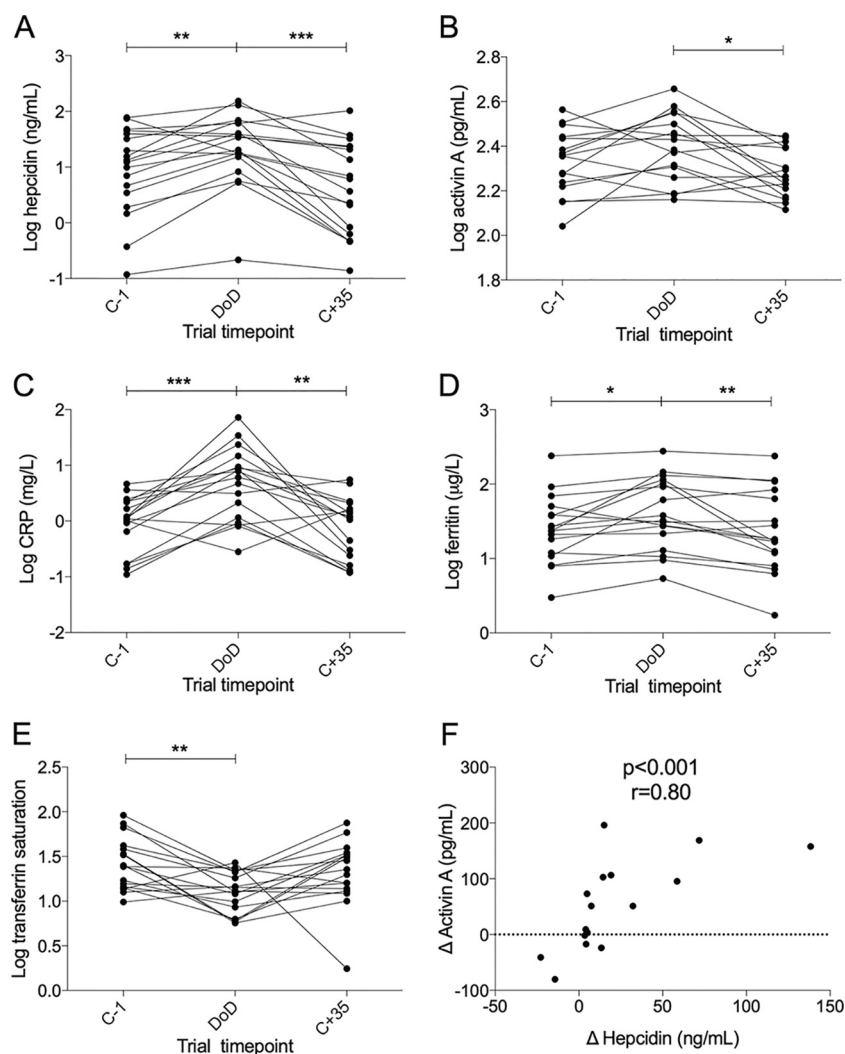 A
** ***
Log hepcidin (ng/mL)
3
2
1
0
-1
C-1 DoD C+35
Trial timepoint
B
*
Log activin A (pg/mL)
2.8
2.6
2.4
2.2
2.0
1.8
C-1 DoD C+35
Trial timepoint
C
*** **
Log CRP (mg/L)
2
1
0
-1
-2
C-1 DoD C+35
Trial timepoint
D
* **
Log ferritin (µg/L)
3
2
1
0
C-1 DoD C+35
Trial timepoint
E
**
Log transferrin saturation
2.5
2.0
1.5
1.0
0.5
0.0
C-1 DoD C+35
Trial timepoint
F
p<0.001
r=0.80
Δ Activin A (pg/mL)
300
200
100
0
-100
-50 0 50 100 150
Δ Hepcidin (ng/mL)